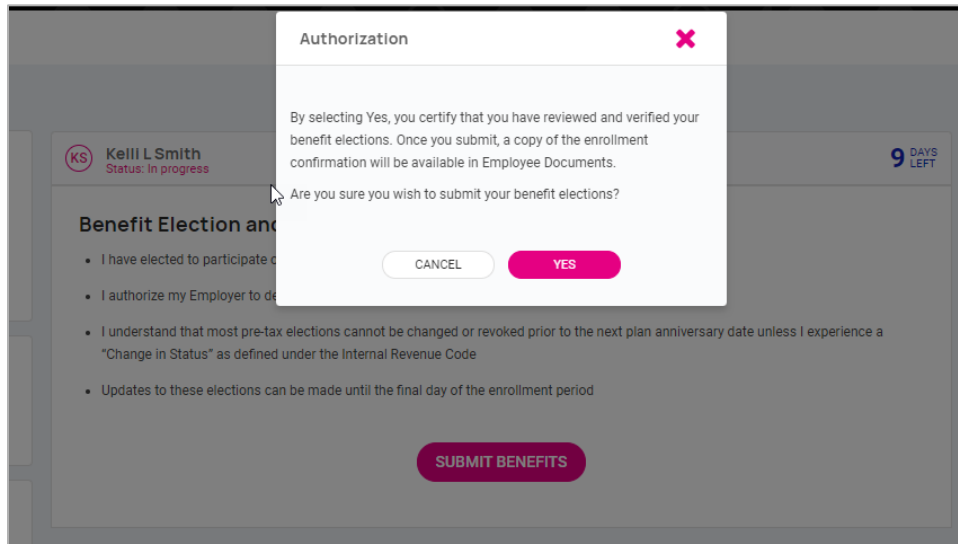 Authorization
By selecting Yes, you certify that you have reviewed and verified your
benefit elections. Once you submit, a copy of the enrollment
confirmation will be available in Employee Documents.
Are you sure you wish to submit your benefit elections?
CANCEL
YES
KS
Kelli L Smith
Status: In progress
9 DAYS
LEFT
Benefit Election and
• I have elected to participate
• I authorize my Employer to
• I understand that most pre-tax elections cannot be changed or revoked prior to the next plan anniversary date unless I experience a
"Change in Status" as defined under the Internal Revenue Code
• Updates to these elections can be made until the final day of the enrollment period
SUBMIT BENEFITS